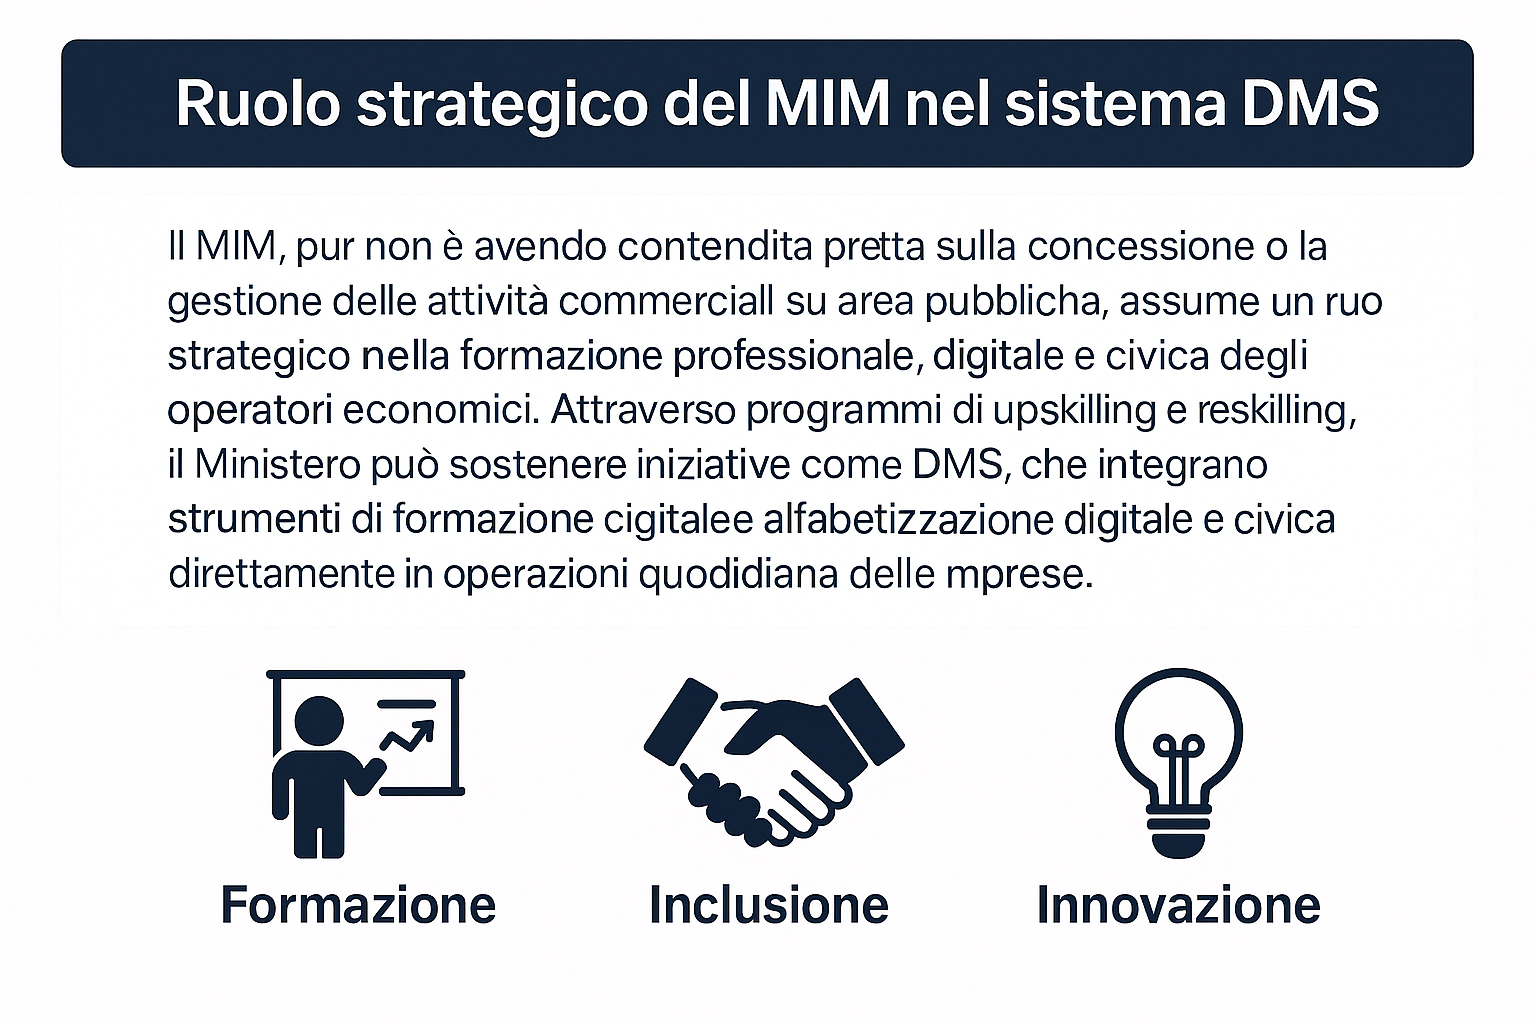 Ruolo strategico del MIM nel sistema DMS
Il MIM, pur non è avendo contendita pretta sulla concessione o la
gestione delle attività commerciall su area pubblicha, assume un ruo
strategico nella formazione professionale, digitale e civica degli
operatori economici. Attraverso programmi di upskilling e reskilling,
il Ministero può sostenere iniziative come DMS, che integrano
strumenti di formazione cigitalee alfabetizzazione digitale e civica
direttamente in operazioni quodidiana delle mprese.
Formazione
Inclusione
Innovazione